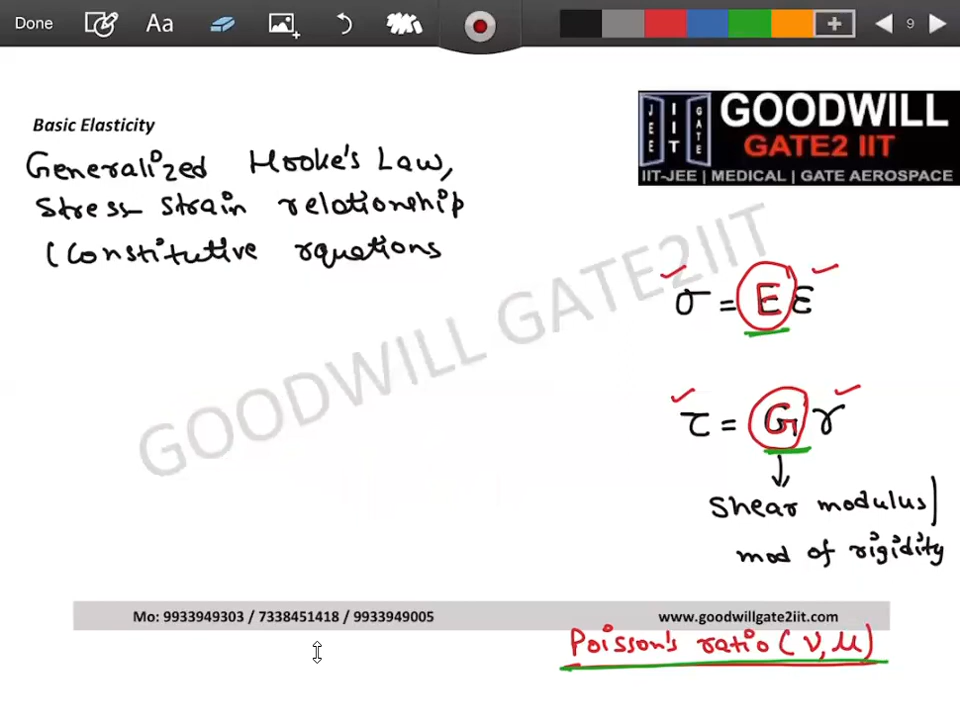 Done
Aa
9
Basic Elasticity
Generalized Hooke's Law,
Stress Strain relationship
(Constitutive equations
JEE
IIT
GATE
GOODWILL
GATE2 IIT
IIT-JEE | MEDICAL | GATE AEROSPACE
GOODWILL GATE2IIT
σ = E ε
τ = G γ
Shear modulus/
mod of rigidity
Mo: 9933949303 / 7338451418 / 9933949005
www.goodwillgate2iit.com
Poisson's ratio (ν, μ)